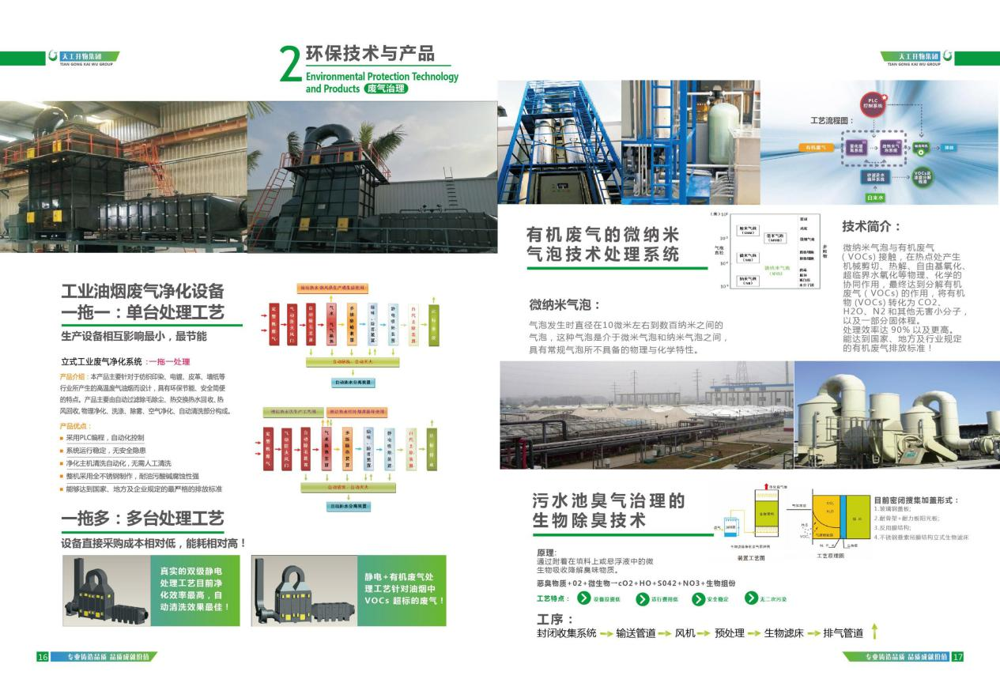 天工开物集团
TIAN GONG KAI WU GROUP
2 环保技术与产品
Environmental Protection Technology
and Products 废气治理
工业油烟废气净化设备
一拖一：单台处理工艺
生产设备相互影响最小，最节能
立式工业废气净化系统：一拖一处理
产品介绍：本产品主要针对于纺织印染、电镀、皮革、墙纸等
行业所产生的高温废气油烟而设计，具有环保节能、安全简便
的特点。产品主要由自动过滤除毛除尘、热交换热水回收、热
风回收，物理净化、洗涤、除雾、空气净化、自动清洗部分构成。
产品优点：
采用PLC编程，自动化控制
系统运行稳定，无安全隐患
净化主机清洗自动化，无需人工清洗
整机采用全不锈钢制作，耐油污酸碱腐蚀性强
能够达到国家、地方及企业规定的最严格的排放标准
自动清洗、自动灭火
自动油水分离装置
自动清洗、自动灭火
自动油水分离装置
一拖多：多台处理工艺
设备直接采购成本相对低，能耗相对高！
真实的双级静电
处理工艺目前净
化效率最高，自
动清洗效果最佳！
静电+有机废气处
理工艺针对油烟中
VOCs 超标的废气！
16 专业铸造品质 品质成就价值
天工开物集团
TIAN GONG KAI WU GROUP
工艺流程图：
PLC
控制系统
有机废气
自来水
有机废气的微纳米
气泡技术处理系统
微纳米气泡：
气泡发生时直径在10微米左右到数百纳米之间的
气泡，这种气泡是介于微米气泡和纳米气泡之间，
具有常规气泡所不具备的物理与化学特性。
技术简介：
微纳米气泡与有机废气
( VOCs) 接触，在热点处产生
机械剪切、热解、自由基氧化、
超临界水氧化等物理、化学的
协同作用，最终达到分解有机
废气 ( VOCs) 的作用，将有机
物 (VOCs) 转化为 CO2、
H2O、N2 和其他无害小分子，
以及一部分固体程。
处理效率达 90% 以及更高。
能达到国家、地方及行业规定
的有机废气排放标准！
污水池臭气治理的
生物除臭技术
原理：
通过附着在填料上或悬浮液中的微
生物吸收降解臭味物质。
恶臭物质+02+微生物→cO2+HO+S042+NO3+生物组份
工艺特点： 设备投资低 运行费用低 安全稳定 无二次污染
装置工艺图
工艺原理图
目前密闭搜集加盖形式：
1.玻璃钢盖板；
2.耐骨架+耐力板阳光板；
3.反用膜结构；
4.不锈钢悬索吊膜结构立式生物滤床
工序：
封闭收集系统 输送管道 风机 预处理 生物滤床 排气管道
专业铸造品质 品质成就价值 17